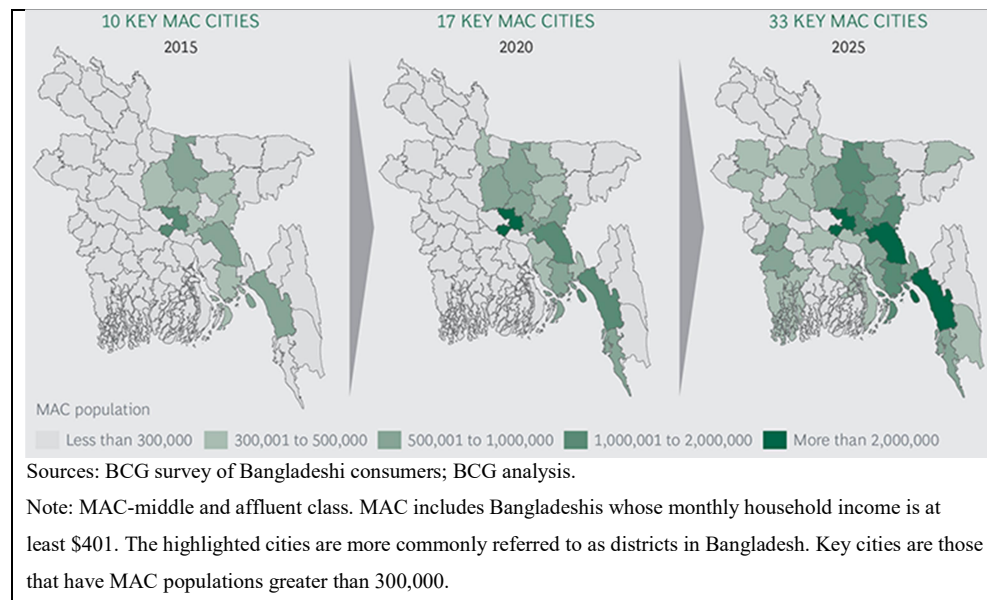 10 KEY MAC CITIES
2015
17 KEY MAC CITIES
2020
33 KEY MAC CITIES
2025
MAC population
Less than 300,000
300,001 to 500,000
500,001 to 1,000,000
1,000,001 to 2,000,000
More than 2,000,000
Sources: BCG survey of Bangladeshi consumers; BCG analysis.
Note: MAC-middle and affluent class. MAC includes Bangladeshis whose monthly household income is at
least $401. The highlighted cities are more commonly referred to as districts in Bangladesh. Key cities are those
that have MAC populations greater than 300,000.